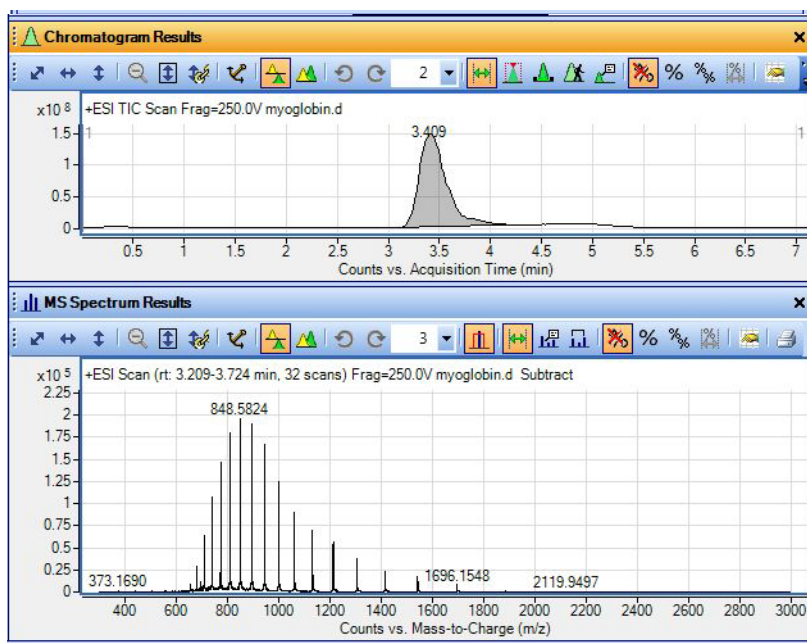 Chromatogram Results
2
x10 8
+ESI TIC Scan Frag=250.0V myoglobin.d
1.5
1
0.5
0
1
3.409
1
0.5 1 1.5 2 2.5 3 3.5 4 4.5 5 5.5 6 6.5 7
Counts vs. Acquisition Time (min)
MS Spectrum Results
3
x10 5
+ESI Scan (rt: 3.209-3.724 min, 32 scans) Frag=250.0V myoglobin.d Subtract
2.25
2
1.75
1.5
1.25
1
0.75
0.5
0.25
0
848.5824
373.1690
1696.1548
2119.9497
400 600 800 1000 1200 1400 1600 1800 2000 2200 2400 2600 2800 3000
Counts vs. Mass-to-Charge (m/z)